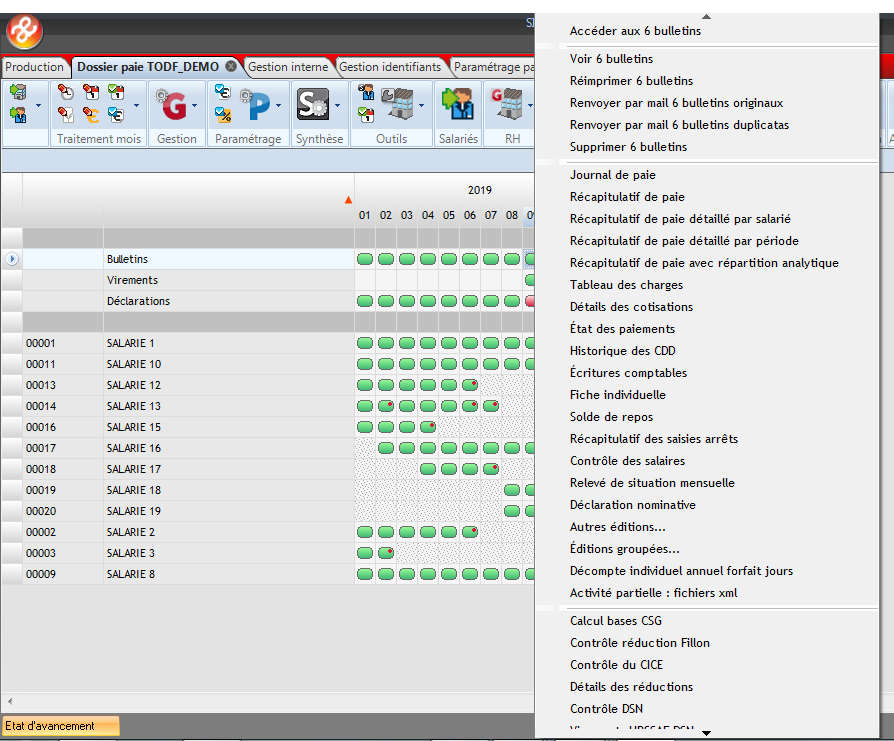 SI
Production
Dossier paie TODF_DEMO
Gestion interne
Gestion identifiants
Paramétrage pa
Traitement mois
Gestion
Paramétrage
Synthèse
Outils
Salariés
RH
2019
01 02 03 04 05 06 07 08 09
Bulletins
Virements
Déclarations
00001 SALARIE 1
00011 SALARIE 10
00013 SALARIE 12
00014 SALARIE 13
00016 SALARIE 15
00017 SALARIE 16
00018 SALARIE 17
00019 SALARIE 18
00020 SALARIE 19
00002 SALARIE 2
00003 SALARIE 3
00009 SALARIE 8
Etat d'avancement
Accéder aux 6 bulletins
Voir 6 bulletins
Réimprimer 6 bulletins
Renvoyer par mail 6 bulletins originaux
Renvoyer par mail 6 bulletins duplicatas
Supprimer 6 bulletins
Journal de paie
Récapitulatif de paie
Récapitulatif de paie détaillé par salarié
Récapitulatif de paie détaillé par période
Récapitulatif de paie avec répartition analytique
Tableau des charges
Détails des cotisations
État des paiements
Historique des CDD
Écritures comptables
Fiche individuelle
Solde de repos
Récapitulatif des saisies arrêts
Contrôle des salaires
Relevé de situation mensuelle
Déclaration nominative
Autres éditions...
Éditions groupées...
Décompte individuel annuel forfait jours
Activité partielle : fichiers xml
Calcul bases CSG
Contrôle réduction Fillon
Contrôle du CICE
Détails des réductions
Contrôle DSN